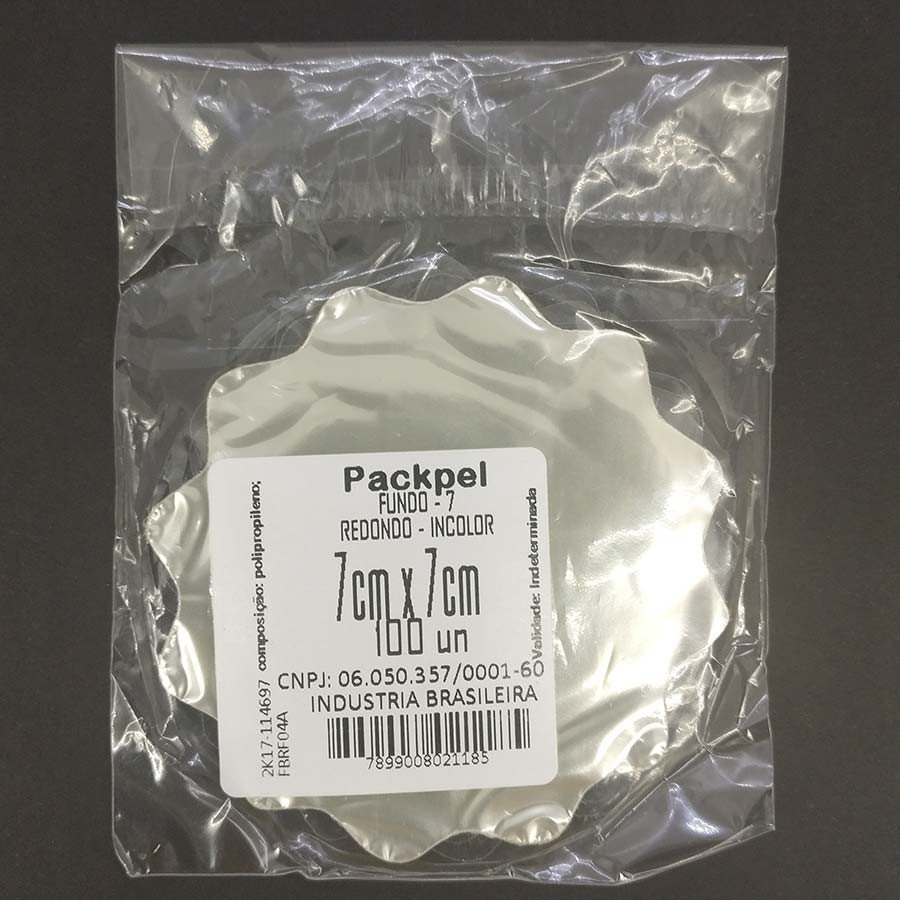 Packpel
FUNDO - 7
REDONDO - INCOLOR
7cm x 7cm
100 un
CNPJ: 06.050.357/0001-60
INDUSTRIA BRASILEIRA
7899008021185
composição: polipropileno;
2K17-114697
FBRF04A
Validade: Indeterminada